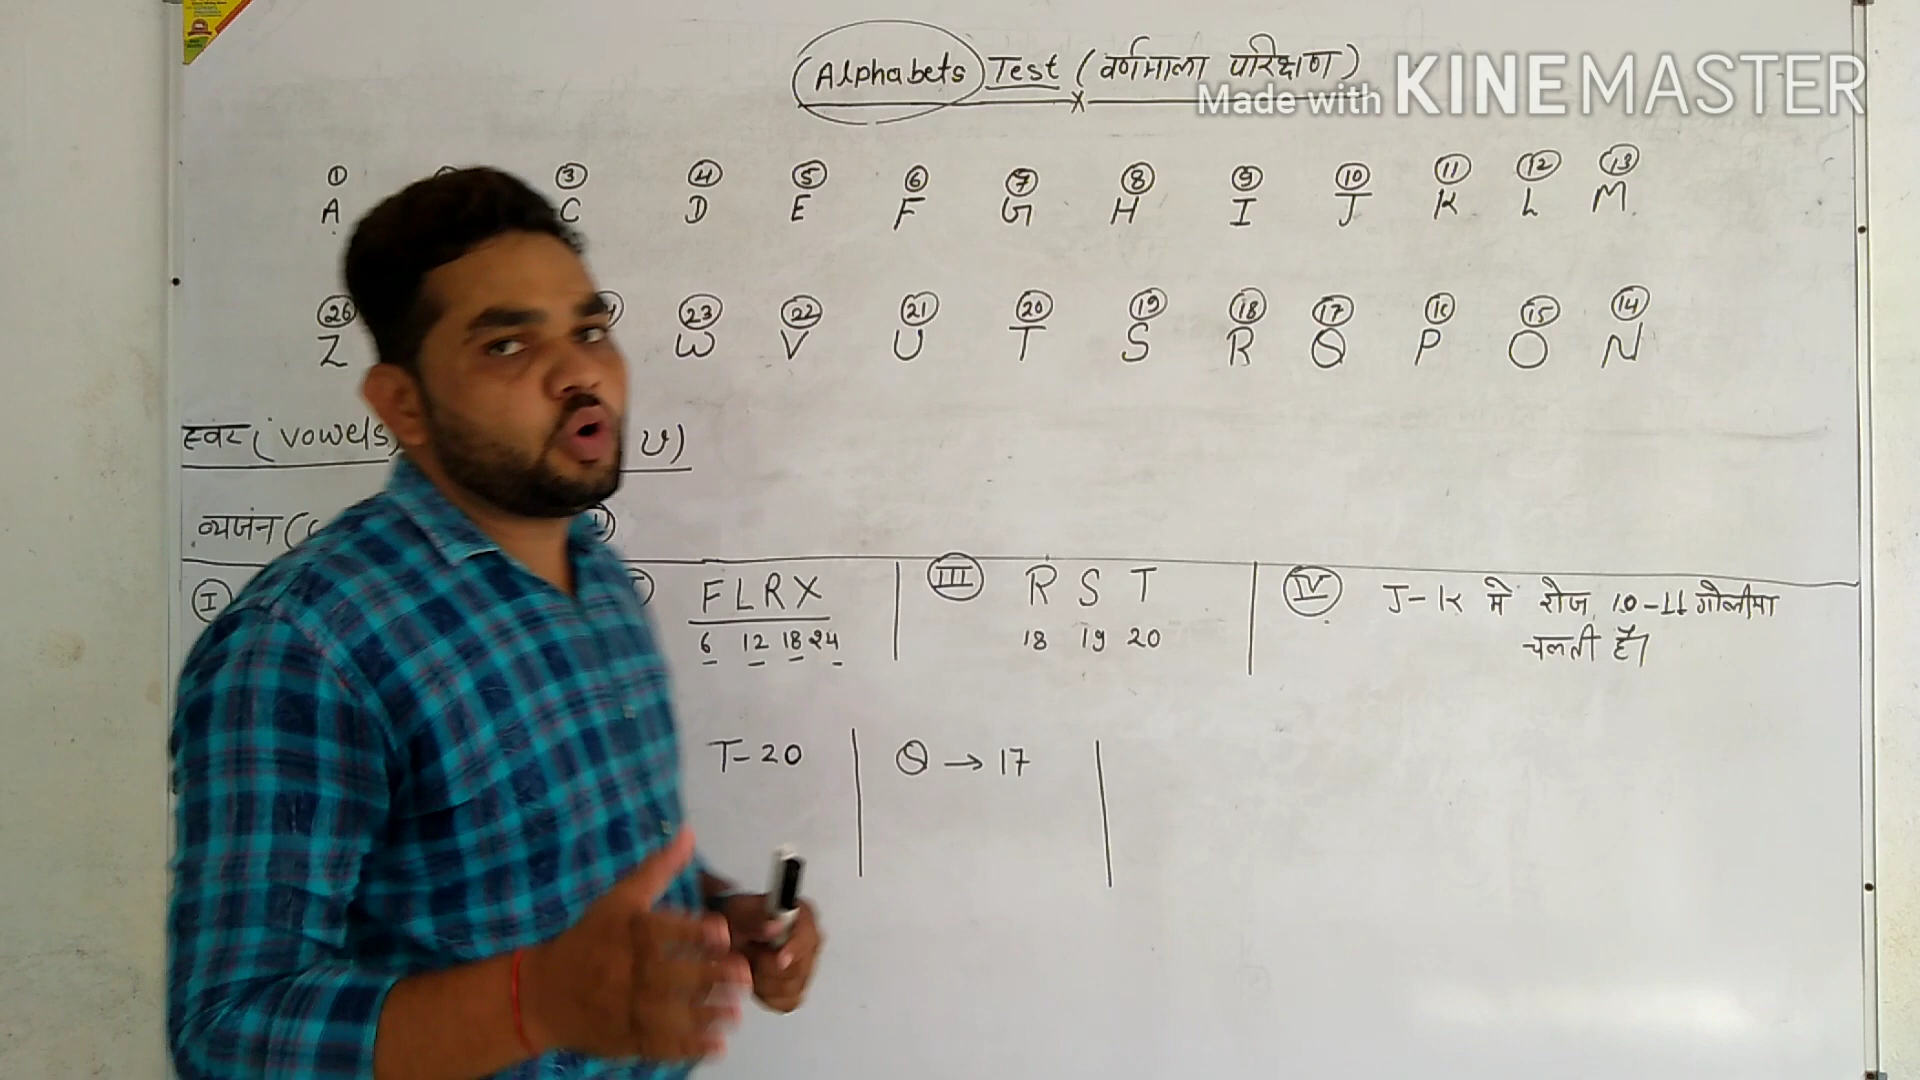 Alphabets Test (वर्णमाला परिक्षण)
Made with KINEMASTER
1 3 4 5 6 7 8 9 10 11 12 13
A C D E F G H I J K L M
26 23 22 21 20 19 18 17 16 15 14
Z W V U T S R Q P O N
स्वर (vowels U)
व्यजंन (
I FLRX III R S T IV J-K मे रोज 10-11 गोलीया
6 12 18 24 18 19 20 चलती है।
T-20 Q → 17